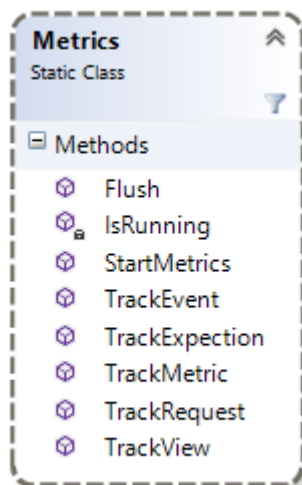 Metrics
Static Class
Methods
Flush
IsRunning
StartMetrics
TrackEvent
TrackExpection
TrackMetric
TrackRequest
TrackView